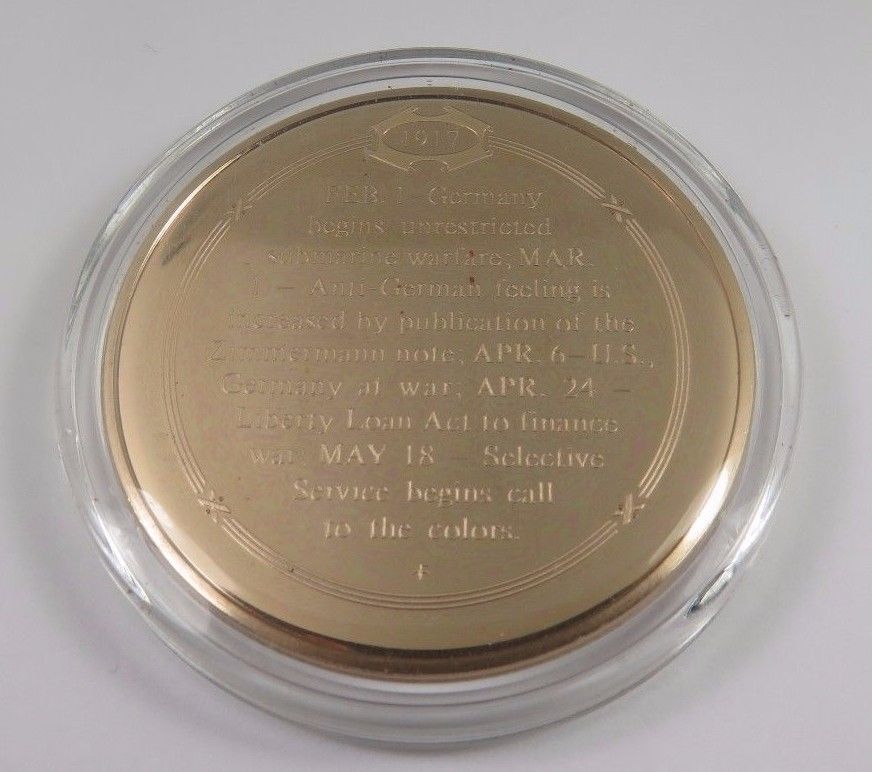 1917
FEB. 1 – Germany
begins unrestricted
submarine warfare; MAR.
1 – Anti-German feeling is
increased by publication of the
Zimmermann note; APR. 6 – U.S.,
Germany at war; APR. 24 –
Liberty Loan Act to finance
war; MAY 18 – Selective
Service begins call
to the colors.
F